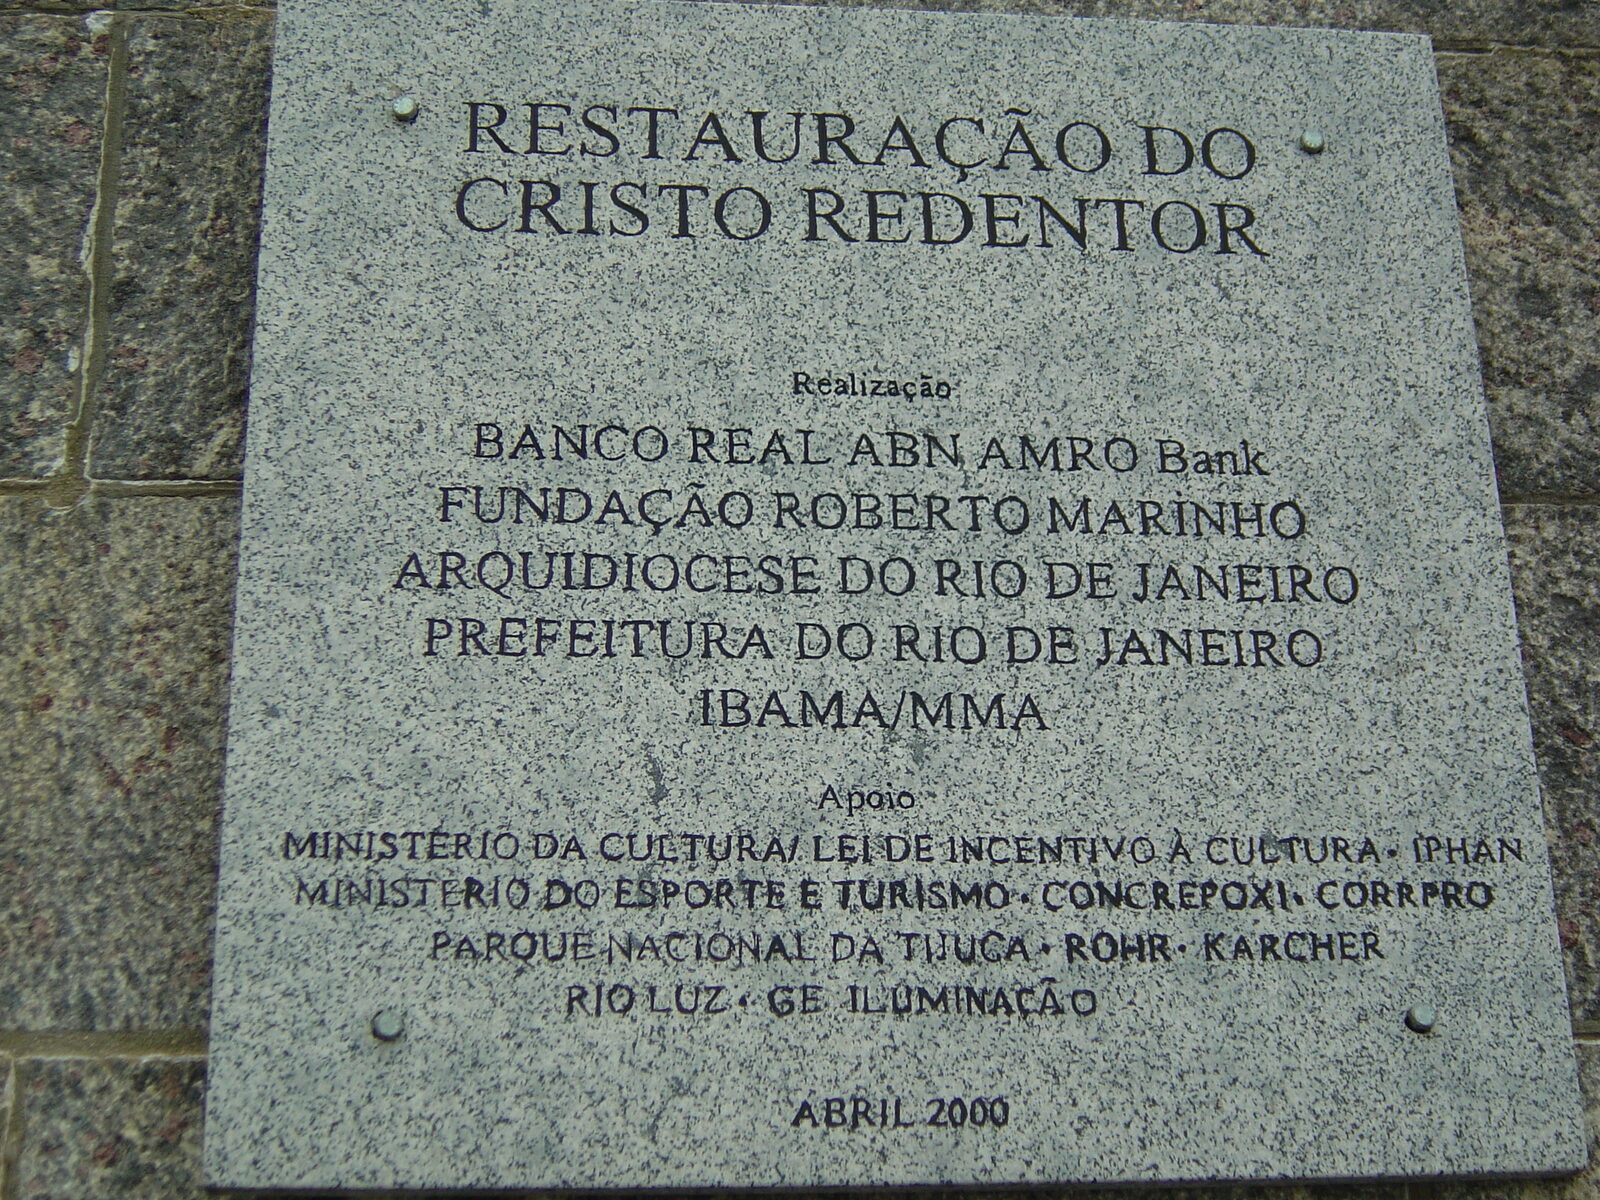 RESTAURAÇÃO DO
CRISTO REDENTOR
Realização
BANCO REAL ABN AMRO Bank
FUNDAÇÃO ROBERTO MARINHO
ARQUIDIOCESE DO RIO DE JANEIRO
PREFEITURA DO RIO DE JANEIRO
IBAMA/MMA
Apoio
MINISTÉRIO DA CULTURA/ LEI DE INCENTIVO À CULTURA • IPHAN
MINISTERIO DO ESPORTE E TURISMO • CONCREPOXI • CORRPRO
PARQUE NACIONAL DA TIJUCA • ROHR • KARCHER
RIO LUZ • GE ILUMINAÇÃO
ABRIL 2000